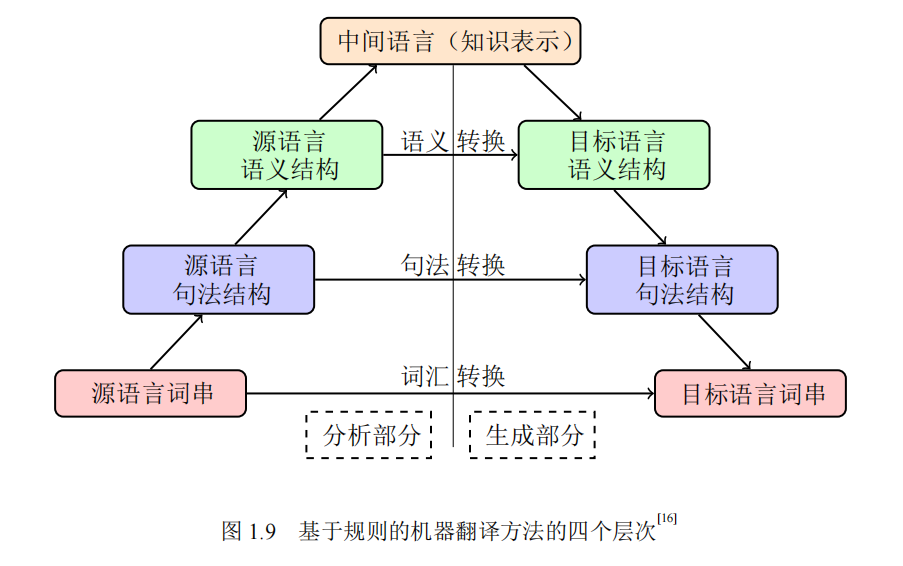 中间语言（知识表示）
源语言
语义结构
语义 转换
目标语言
语义结构
源语言
句法结构
句法 转换
目标语言
句法结构
源语言词串
词汇 转换
目标语言词串
分析部分
生成部分
图 1.9 基于规则的机器翻译方法的四个层次[16]